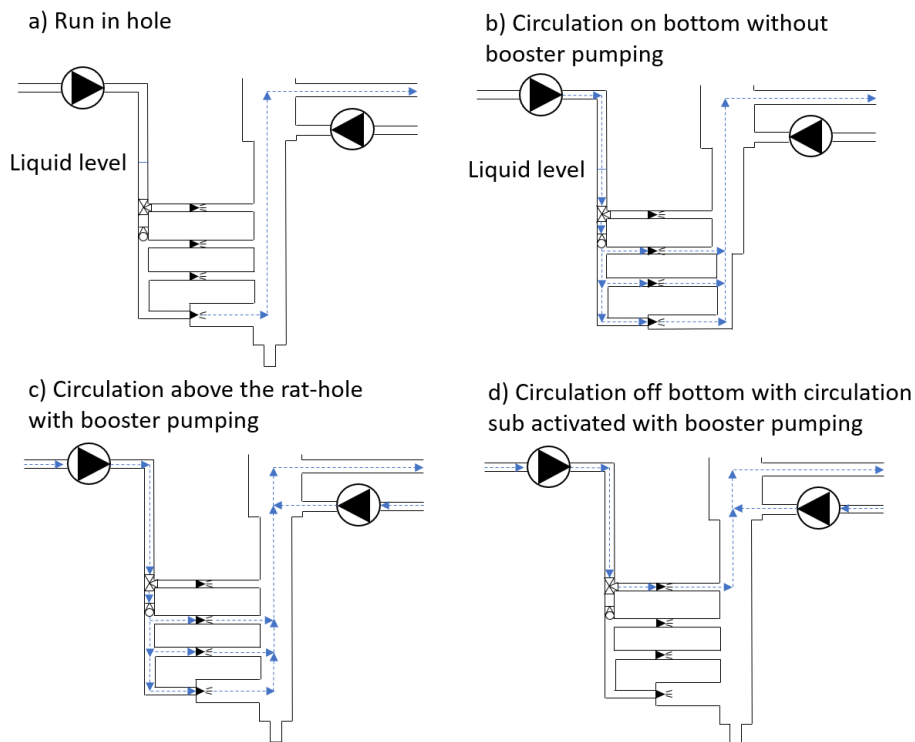 a) Run in hole
b) Circulation on bottom without
booster pumping
Liquid level
Liquid level
c) Circulation above the rat-hole
with booster pumping
d) Circulation off bottom with circulation
sub activated with booster pumping